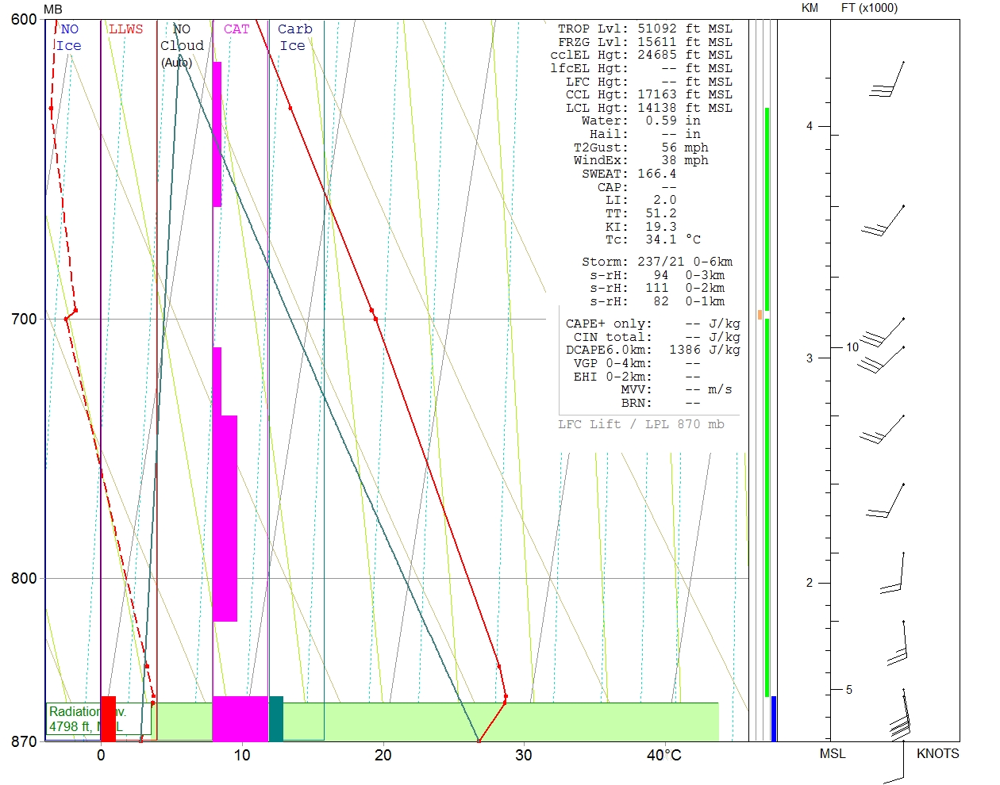 MB
KM FT (x1000)
600
NO
Ice
LLWS
NO
Cloud
(Auto)
CAT
Carb
Ice
TROP Lvl: 51092 ft MSL
FRZG Lvl: 15611 ft MSL
cclEL Hgt: 24685 ft MSL
lfcEL Hgt: -- ft MSL
LFC Hgt: -- ft MSL
CCL Hgt: 17163 ft MSL
LCL Hgt: 14138 ft MSL
Water: 0.59 in
Hail: -- in
T2Gust: 56 mph
WindEx: 38 mph
SWEAT: 166.4
CAP: --
LI: 2.0
TT: 51.2
KI: 19.3
Tc: 34.1 °C
Storm: 237/21 0-6km
s-rH: 94 0-3km
s-rH: 111 0-2km
s-rH: 82 0-1km
CAPE+ only: -- J/kg
CIN total: -- J/kg
DCAPE6.0km: 1386 J/kg
VGP 0-4km: --
EHI 0-2km: --
MVV: -- m/s
BRN: --
LFC Lift / LPL 870 mb
4
700
3
10
800
2
5
Radiation Inv.
4798 ft, MSL
870
0
10
20
30
40°C
MSL
KNOTS